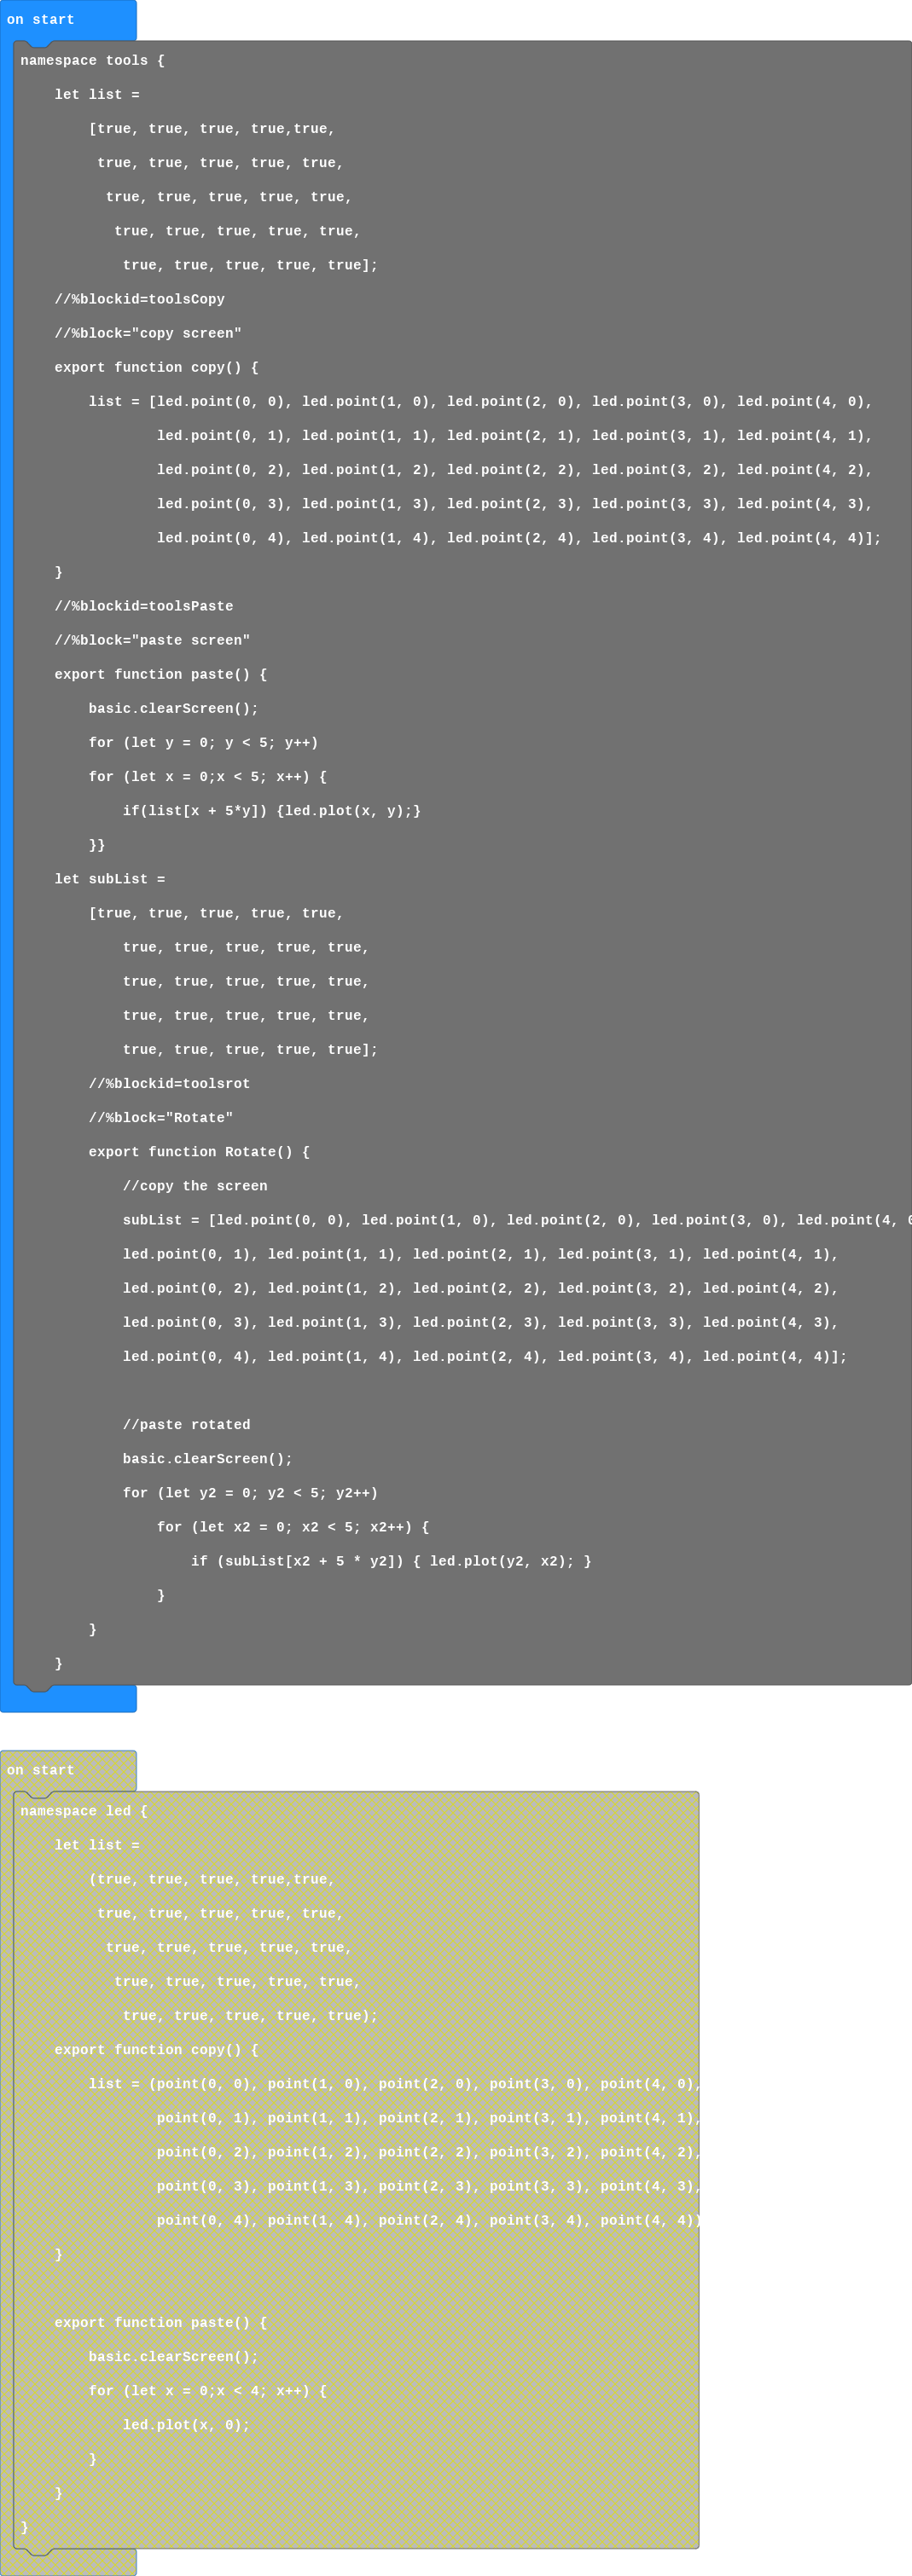 on start
namespace tools {
    let list =
        [true, true, true, true,true,
         true, true, true, true, true,
          true, true, true, true, true,
           true, true, true, true, true,
            true, true, true, true, true];
    //%blockid=toolsCopy
    //%block="copy screen"
    export function copy() {
        list = [led.point(0, 0), led.point(1, 0), led.point(2, 0), led.point(3, 0), led.point(4, 0),
                led.point(0, 1), led.point(1, 1), led.point(2, 1), led.point(3, 1), led.point(4, 1),
                led.point(0, 2), led.point(1, 2), led.point(2, 2), led.point(3, 2), led.point(4, 2),
                led.point(0, 3), led.point(1, 3), led.point(2, 3), led.point(3, 3), led.point(4, 3),
                led.point(0, 4), led.point(1, 4), led.point(2, 4), led.point(3, 4), led.point(4, 4)];
    }
    //%blockid=toolsPaste
    //%block="paste screen"
    export function paste() {
        basic.clearScreen();
        for (let y = 0; y < 5; y++)
        for (let x = 0;x < 5; x++) {
            if(list[x + 5*y]) {led.plot(x, y);}
        }}
    let subList =
        [true, true, true, true, true,
            true, true, true, true, true,
            true, true, true, true, true,
            true, true, true, true, true,
            true, true, true, true, true];
        //%blockid=toolsrot
        //%block="Rotate"
        export function Rotate() {
            //copy the screen
            subList = [led.point(0, 0), led.point(1, 0), led.point(2, 0), led.point(3, 0), led.point(4, 0
            led.point(0, 1), led.point(1, 1), led.point(2, 1), led.point(3, 1), led.point(4, 1),
            led.point(0, 2), led.point(1, 2), led.point(2, 2), led.point(3, 2), led.point(4, 2),
            led.point(0, 3), led.point(1, 3), led.point(2, 3), led.point(3, 3), led.point(4, 3),
            led.point(0, 4), led.point(1, 4), led.point(2, 4), led.point(3, 4), led.point(4, 4)];
            //paste rotated
            basic.clearScreen();
            for (let y2 = 0; y2 < 5; y2++)
                for (let x2 = 0; x2 < 5; x2++) {
                    if (subList[x2 + 5 * y2]) { led.plot(y2, x2); }
                }
        }
    }
on start
namespace led {
    let list =
        (true, true, true, true,true,
         true, true, true, true, true,
          true, true, true, true, true,
           true, true, true, true, true,
            true, true, true, true, true);
    export function copy() {
        list = (point(0, 0), point(1, 0), point(2, 0), point(3, 0), point(4, 0),
                point(0, 1), point(1, 1), point(2, 1), point(3, 1), point(4, 1),
                point(0, 2), point(1, 2), point(2, 2), point(3, 2), point(4, 2),
                point(0, 3), point(1, 3), point(2, 3), point(3, 3), point(4, 3),
                point(0, 4), point(1, 4), point(2, 4), point(3, 4), point(4, 4))
    }
    export function paste() {
        basic.clearScreen();
        for (let x = 0;x < 4; x++) {
            led.plot(x, 0);
        }
    }
}